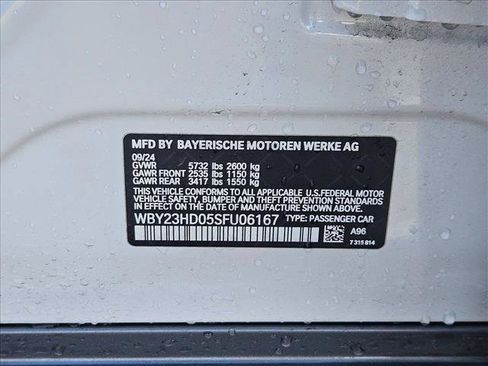 MFD BY BAYERISCHE MOTOREN WERKE AG
09/24
GVWR 5732 lbs 2600 kg
GAWR FRONT 2535 lbs 1150 kg
GAWR REAR 3417 lbs 1550 kg
THIS VEHICLE CONFORMS TO ALL APPLICABLE U.S.FEDERAL MOTOR
VEHICLE SAFETY, BUMPER AND THEFT PREVENTION STANDARDS
IN EFFECT ON THE DATE OF MANUFACTURE SHOWN ABOVE.
WBY23HD05SFU06167 TYPE: PASSENGER CAR
A96
7 315 814